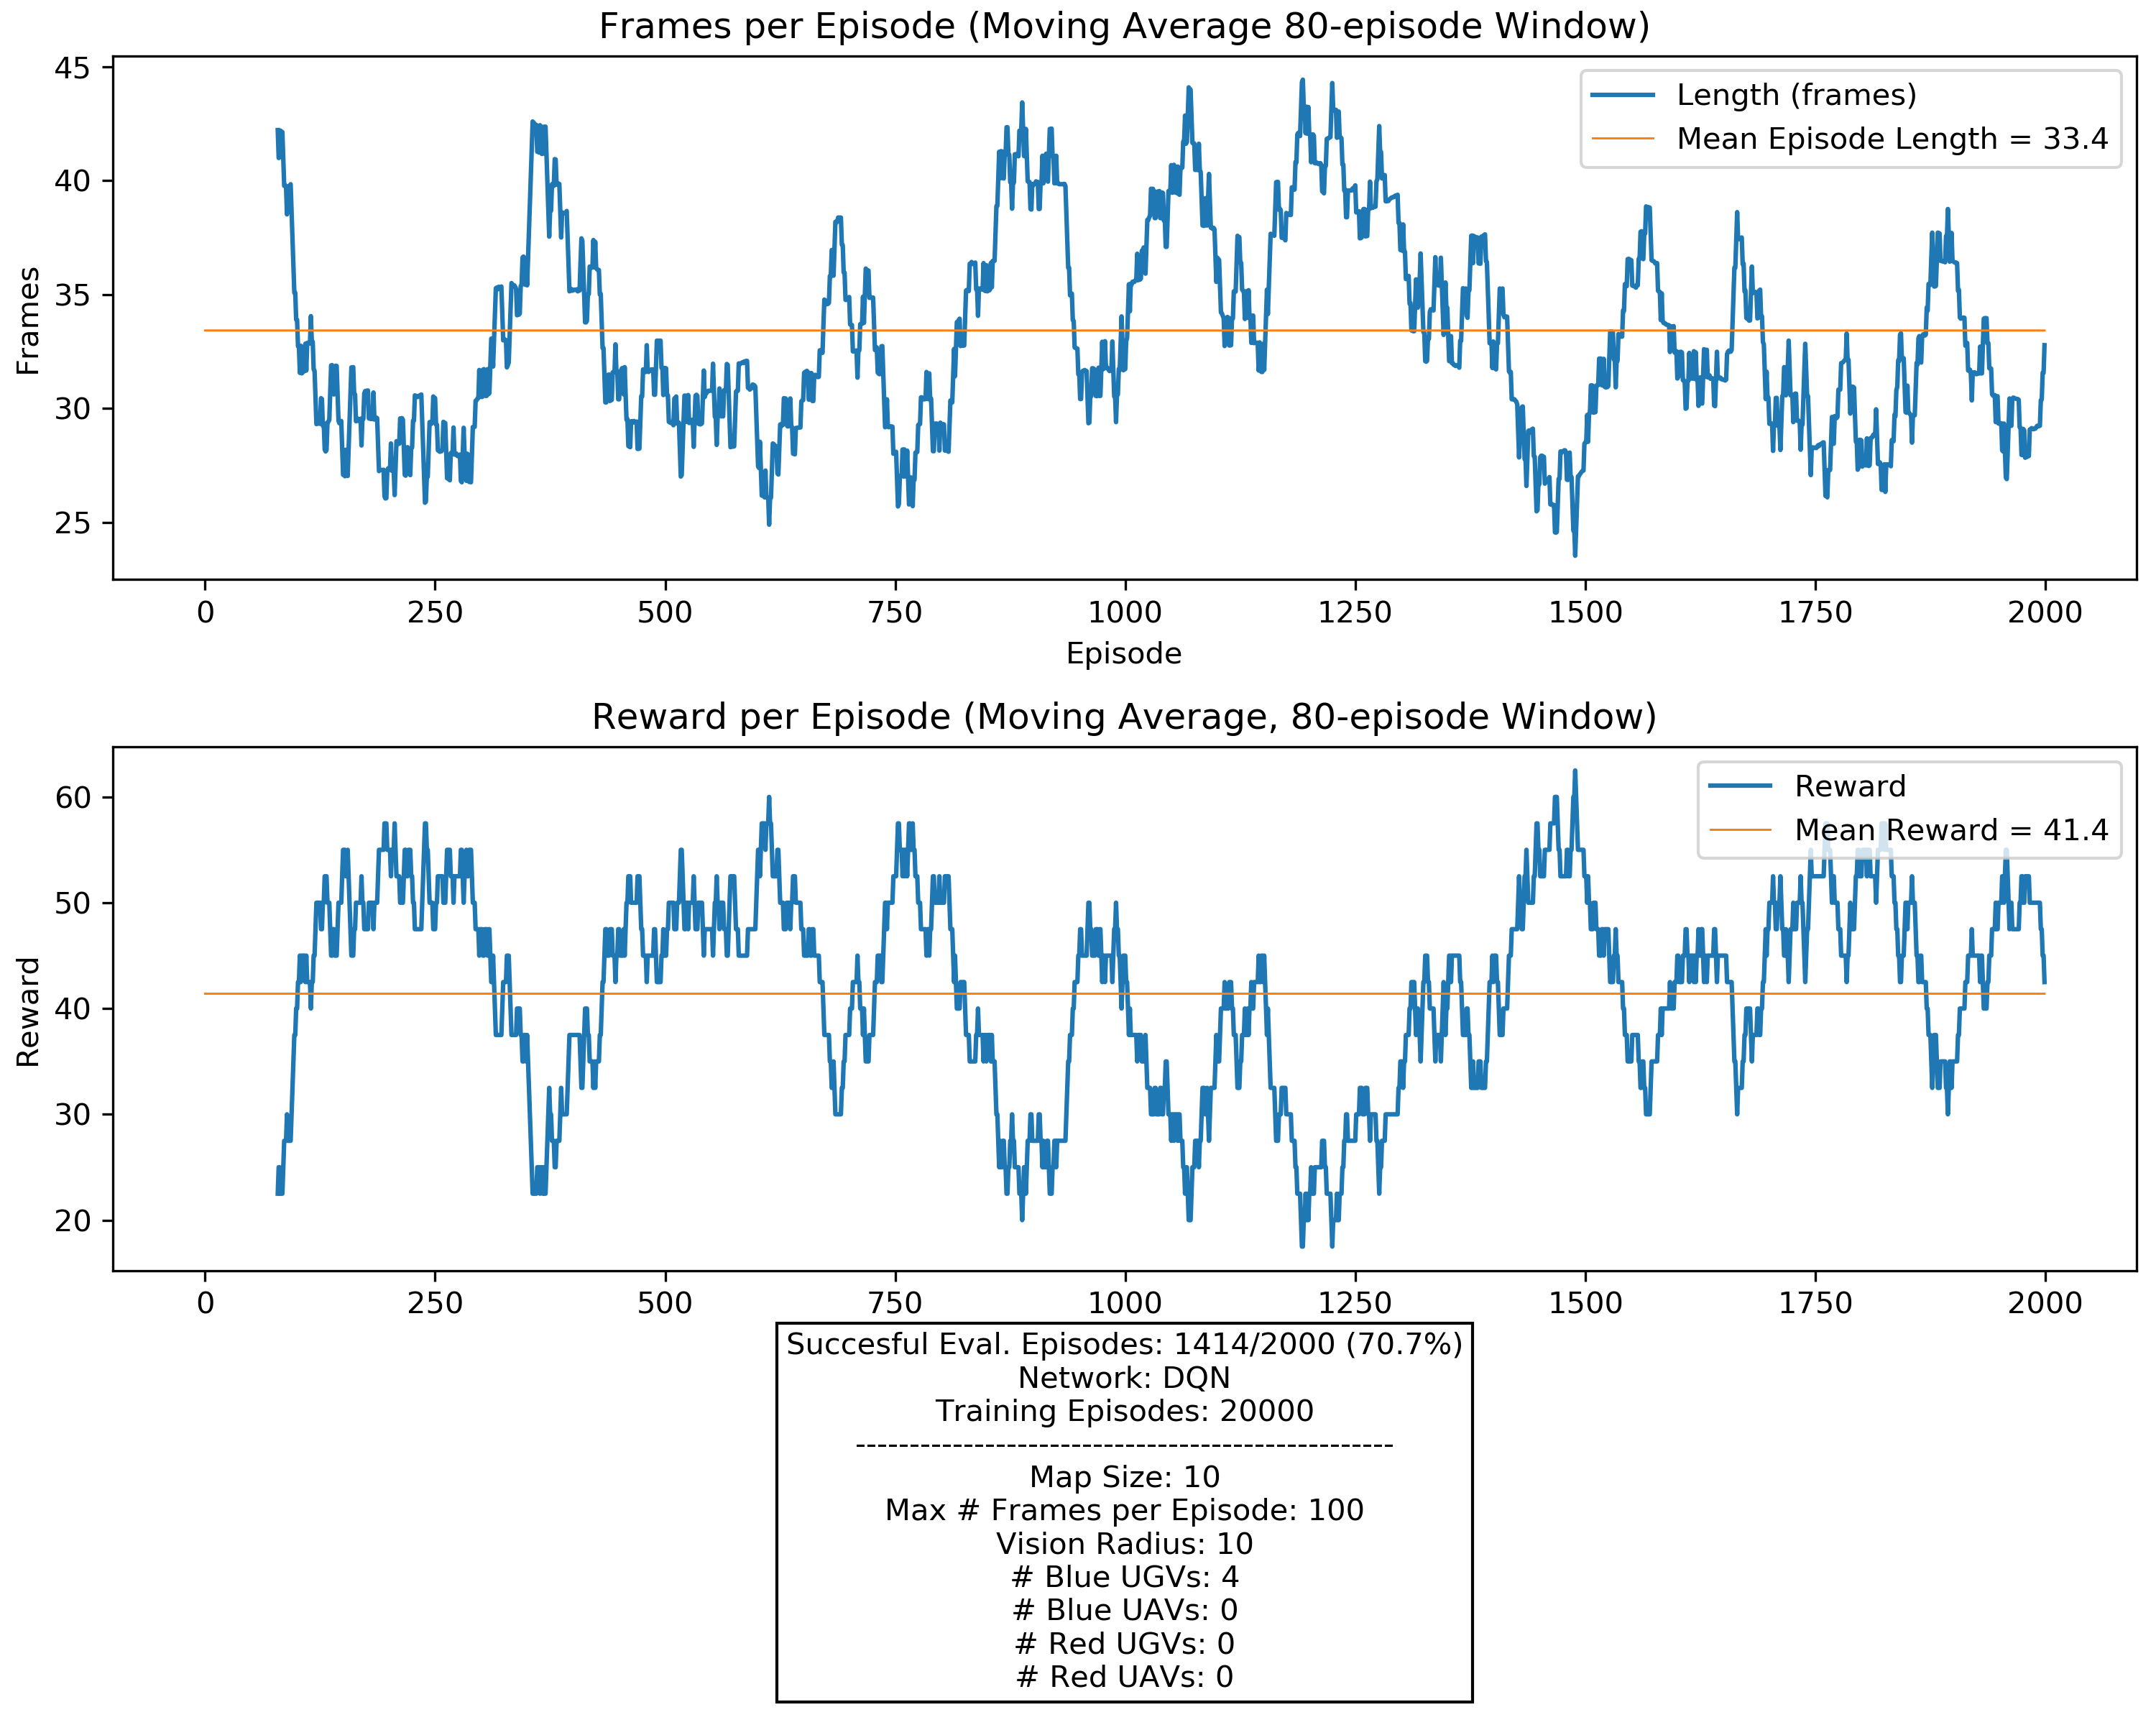 Frames per Episode (Moving Average 80-episode Window)
45
40
35
30
25
Frames
Length (frames)
Mean Episode Length = 33.4
0 250 500 750 1000 1250 1500 1750 2000
Episode
Reward per Episode (Moving Average, 80-episode Window)
60
50
40
30
20
Reward
Reward
Mean Reward = 41.4
0 250 500 750 1000 1250 1500 1750 2000
Succesful Eval. Episodes: 1414/2000 (70.7%)
Network: DQN
Training Episodes: 20000
--------------------------------------------------
Map Size: 10
Max # Frames per Episode: 100
Vision Radius: 10
# Blue UGVs: 4
# Blue UAVs: 0
# Red UGVs: 0
# Red UAVs: 0